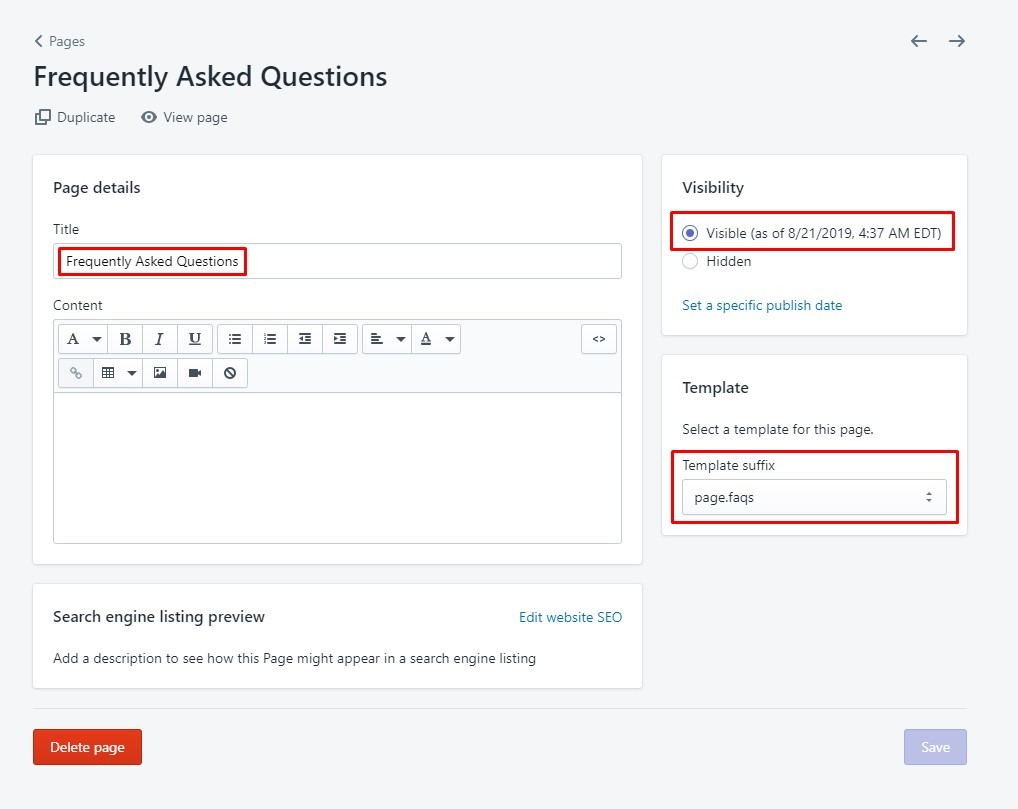 Pages
Frequently Asked Questions
Duplicate View page
Page details
Title
Frequently Asked Questions
Content
A B I U A <>
Search engine listing preview Edit website SEO
Add a description to see how this Page might appear in a search engine listing
Visibility
Visible (as of 8/21/2019, 4:37 AM EDT)
Hidden
Set a specific publish date
Template
Select a template for this page.
Template suffix
page.faqs
Delete page Save